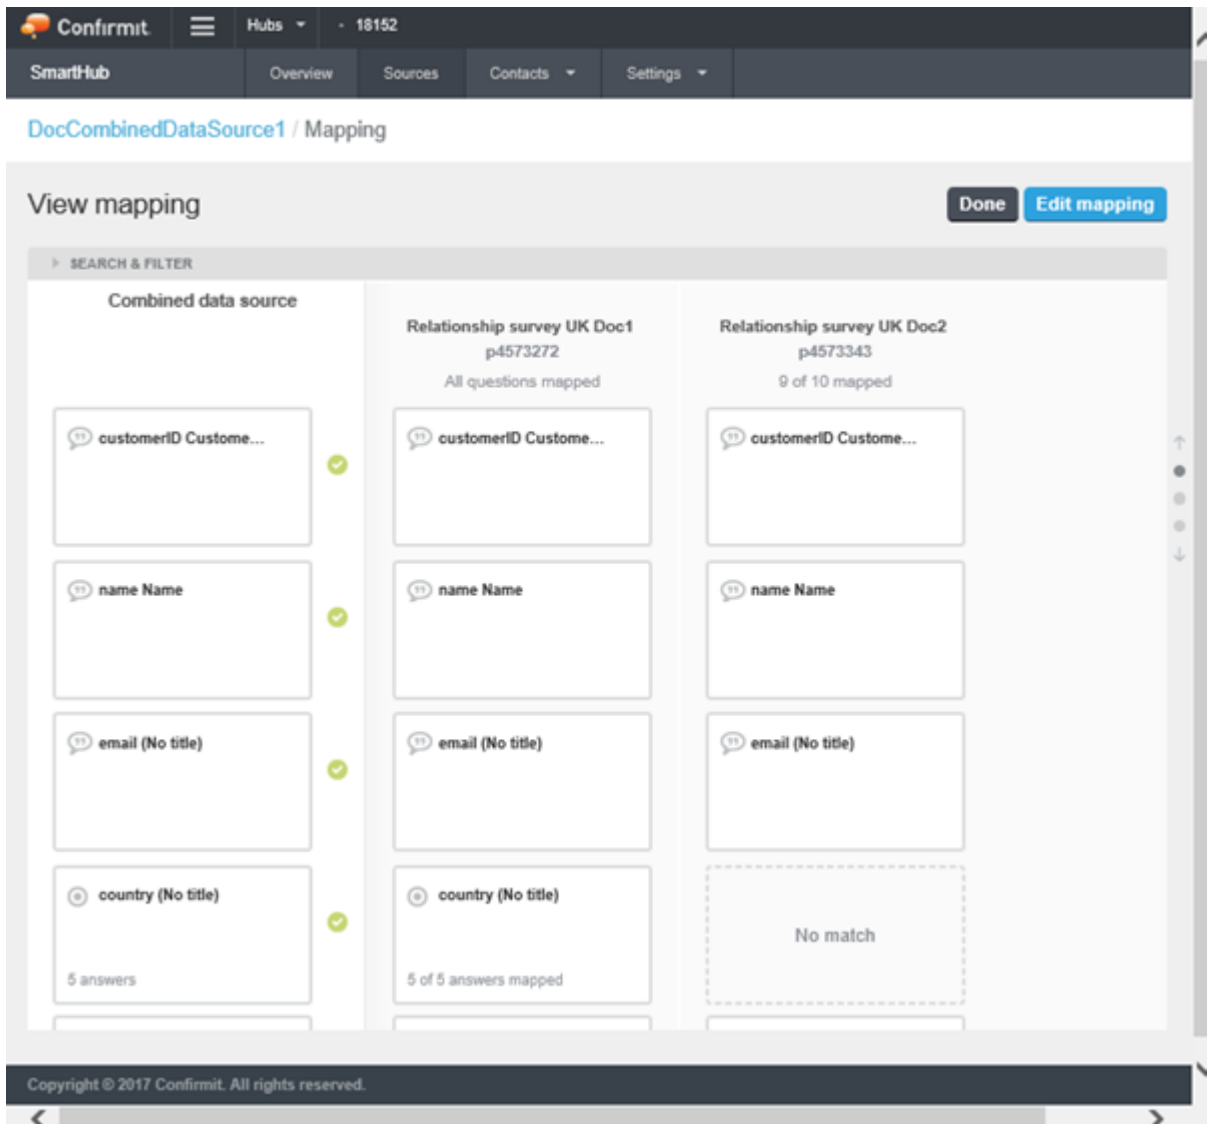 Confirmit
Hubs
- 18152
SmartHub
Overview
Sources
Contacts
Settings
DocCombinedDataSource1 / Mapping
View mapping
Done
Edit mapping
SEARCH & FILTER
Combined data source
Relationship survey UK Doc1
p4573272
All questions mapped
Relationship survey UK Doc2
p4573343
9 of 10 mapped
customerID Custome...
customerID Custome...
customerID Custome...
name Name
name Name
name Name
email (No title)
email (No title)
email (No title)
country (No title)
5 answers
country (No title)
5 of 5 answers mapped
No match
Copyright © 2017 Confirmit. All rights reserved.